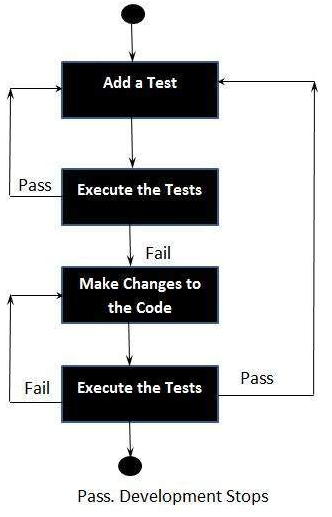 Add a Test
Pass
Execute the Tests
Fail
Make Changes to
the Code
Fail
Execute the Tests
Pass
Pass. Development Stops